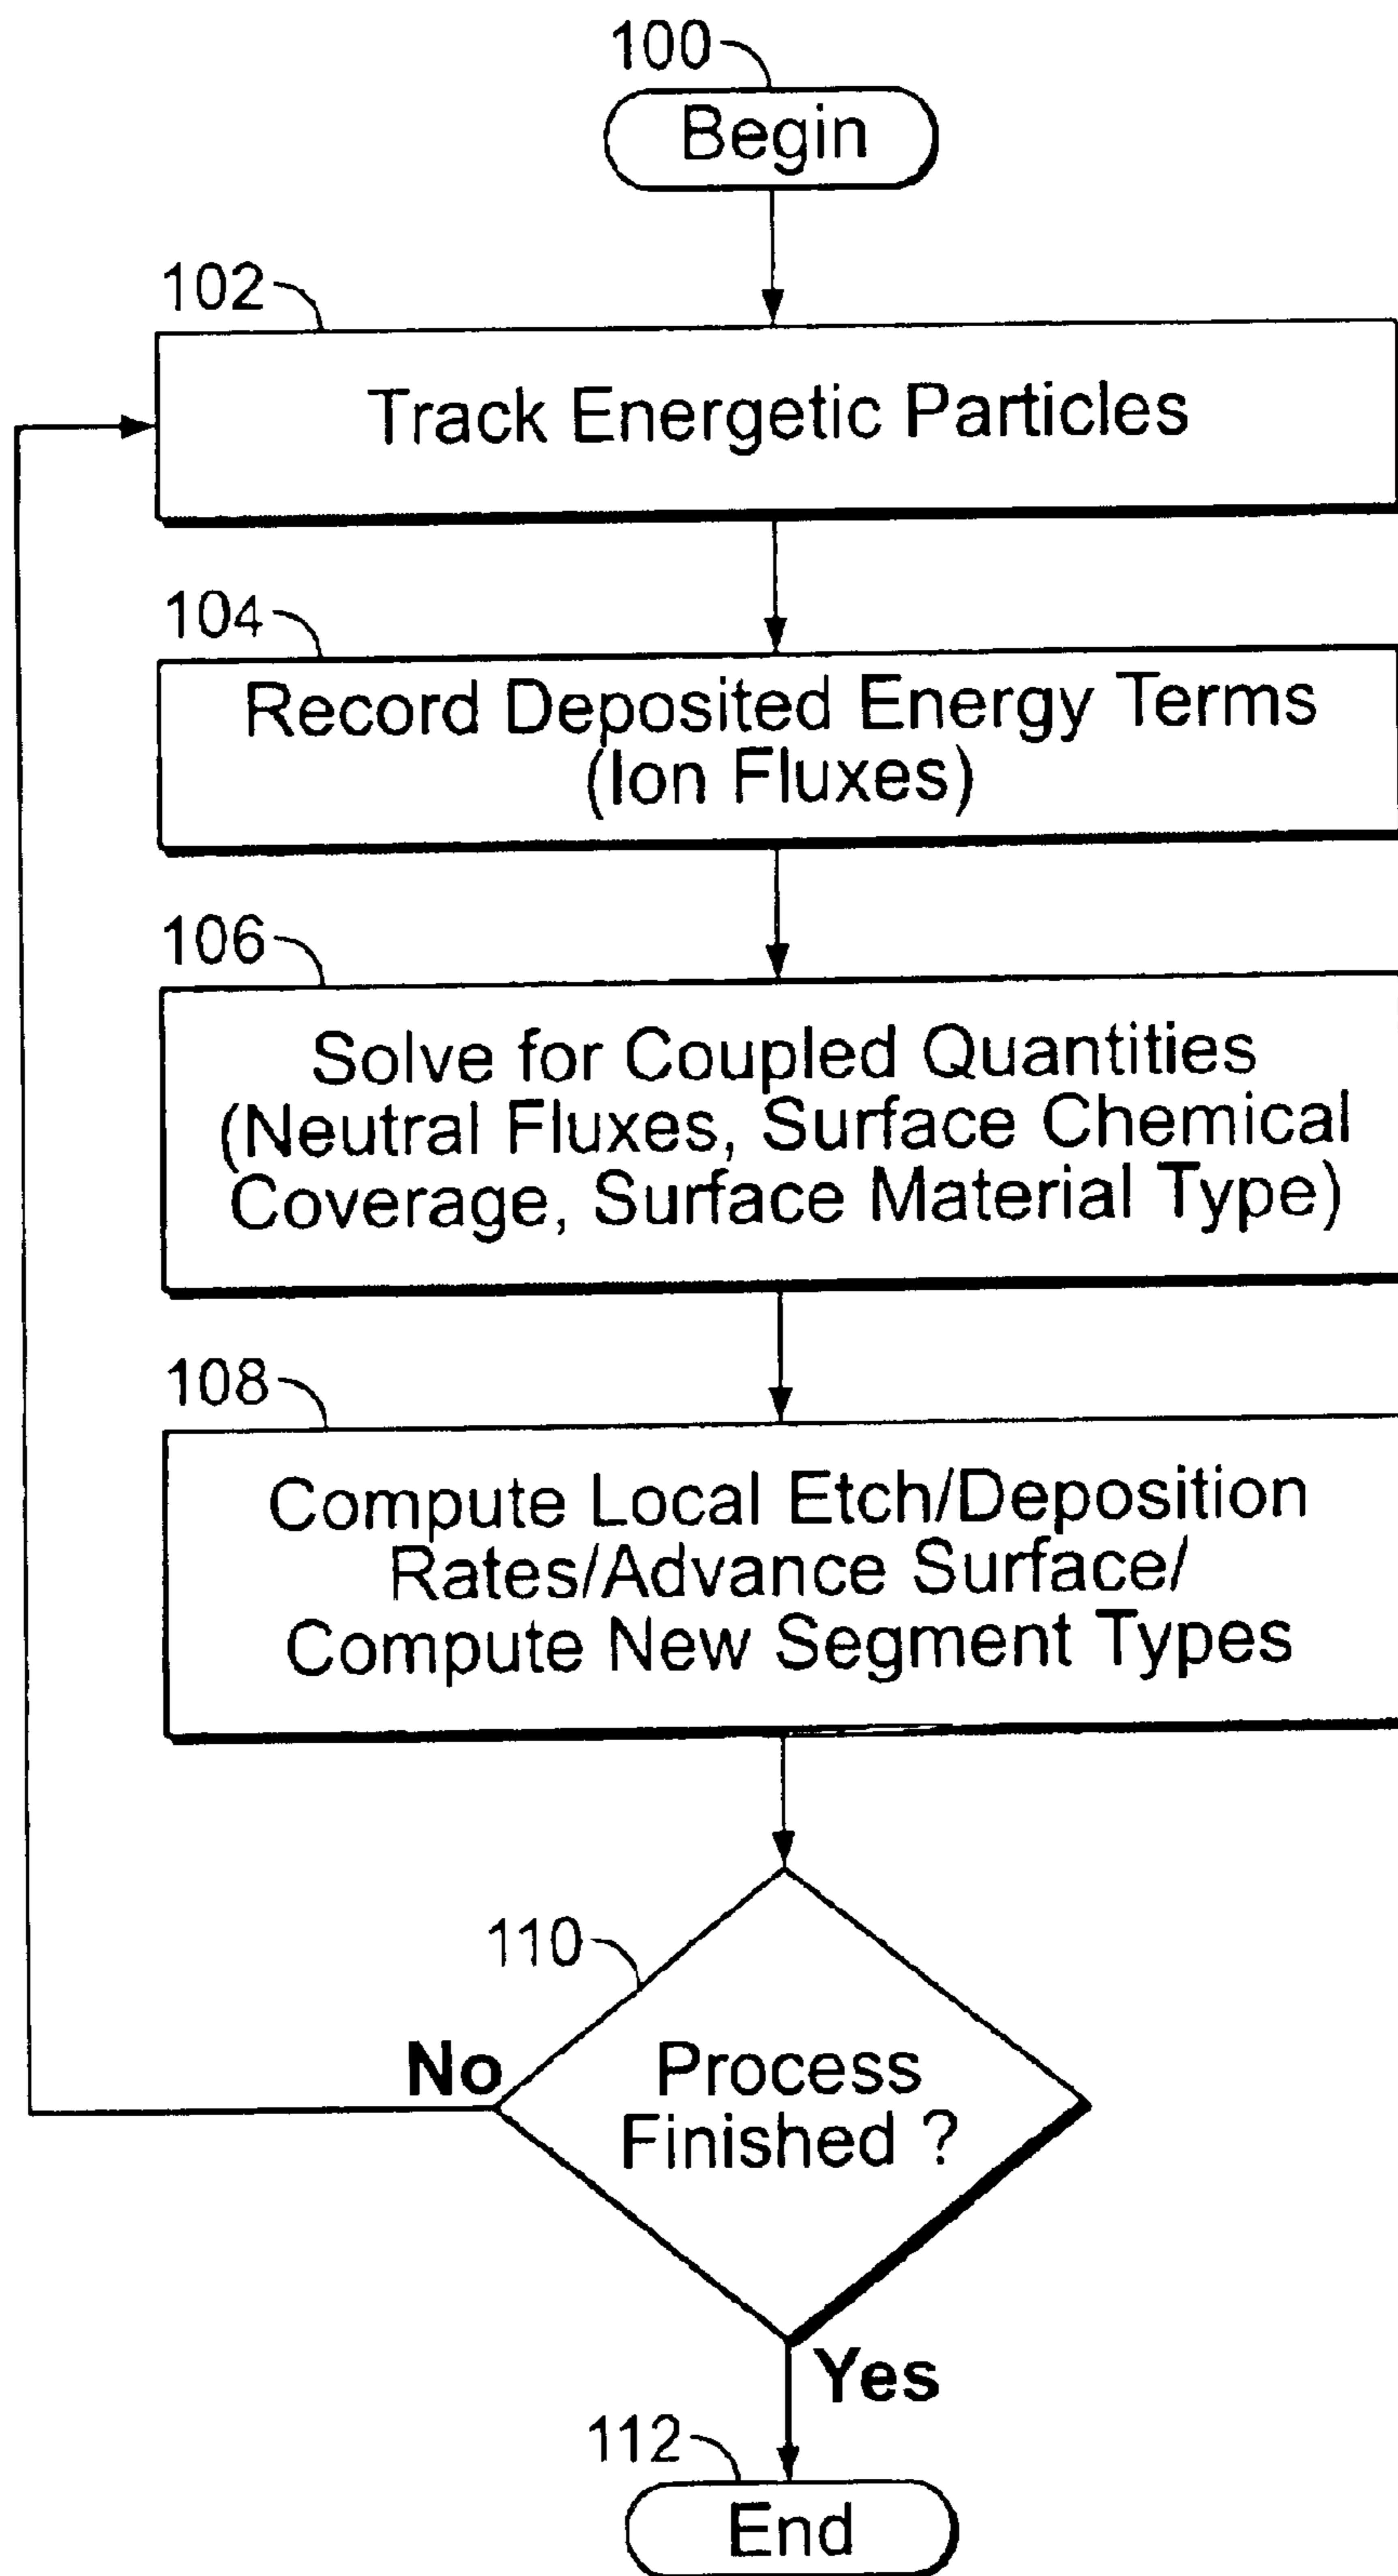 100
Begin
102
Track Energetic Particles
104
Record Deposited Energy Terms
(Ion Fluxes)
106
Solve for Coupled Quantities
(Neutral Fluxes, Surface Chemical
Coverage, Surface Material Type)
108
Compute Local Etch/Deposition
Rates/Advance Surface/
Compute New Segment Types
110
No
Process
Finished ?
Yes
112
End